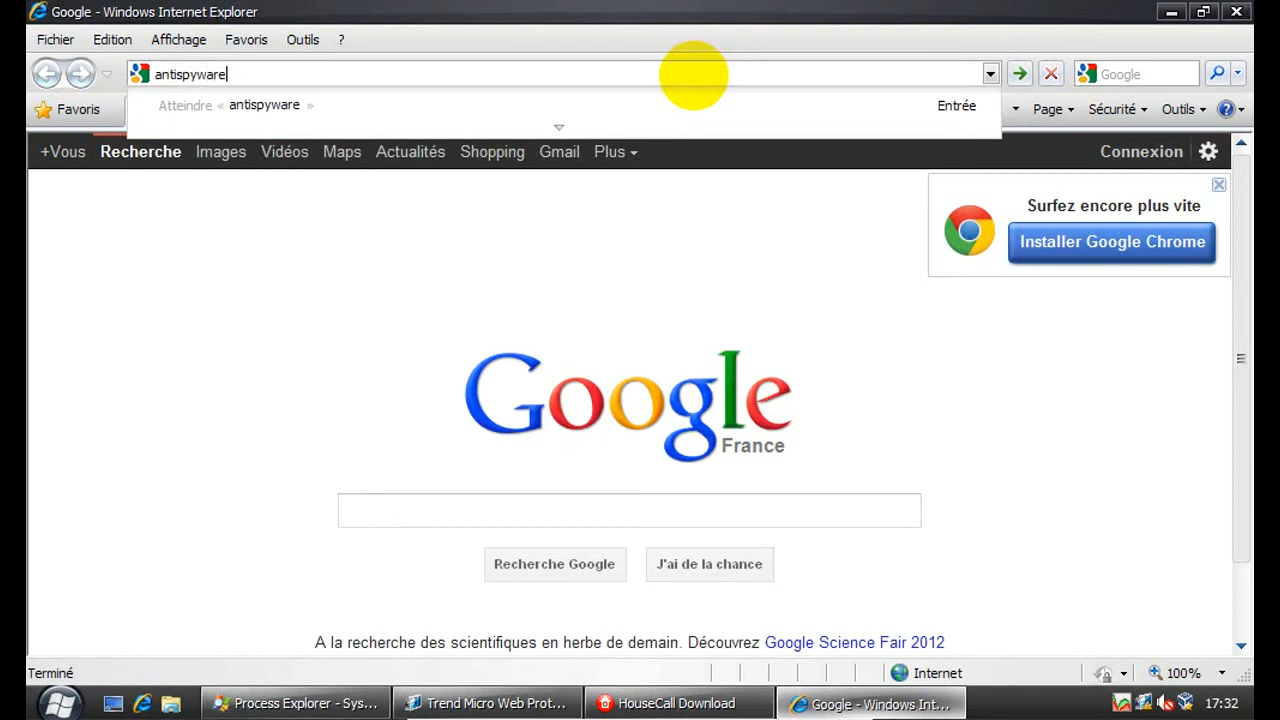 Google - Windows Internet Explorer
Fichier Edition Affichage Favoris Outils ?
antispyware Google
Favoris Atteindre « antispyware » Entrée Page Sécurité Outils
+Vous Recherche Images Vidéos Maps Actualités Shopping Gmail Plus Connexion
Surfez encore plus vite
Installer Google Chrome
Google
France
Recherche Google J'ai de la chance
A la recherche des scientifiques en herbe de demain. Découvrez Google Science Fair 2012
Terminé Internet 100%
Process Explorer - Sys... Trend Micro Web Prot... HouseCall Download Google - Windows Int... 17:32